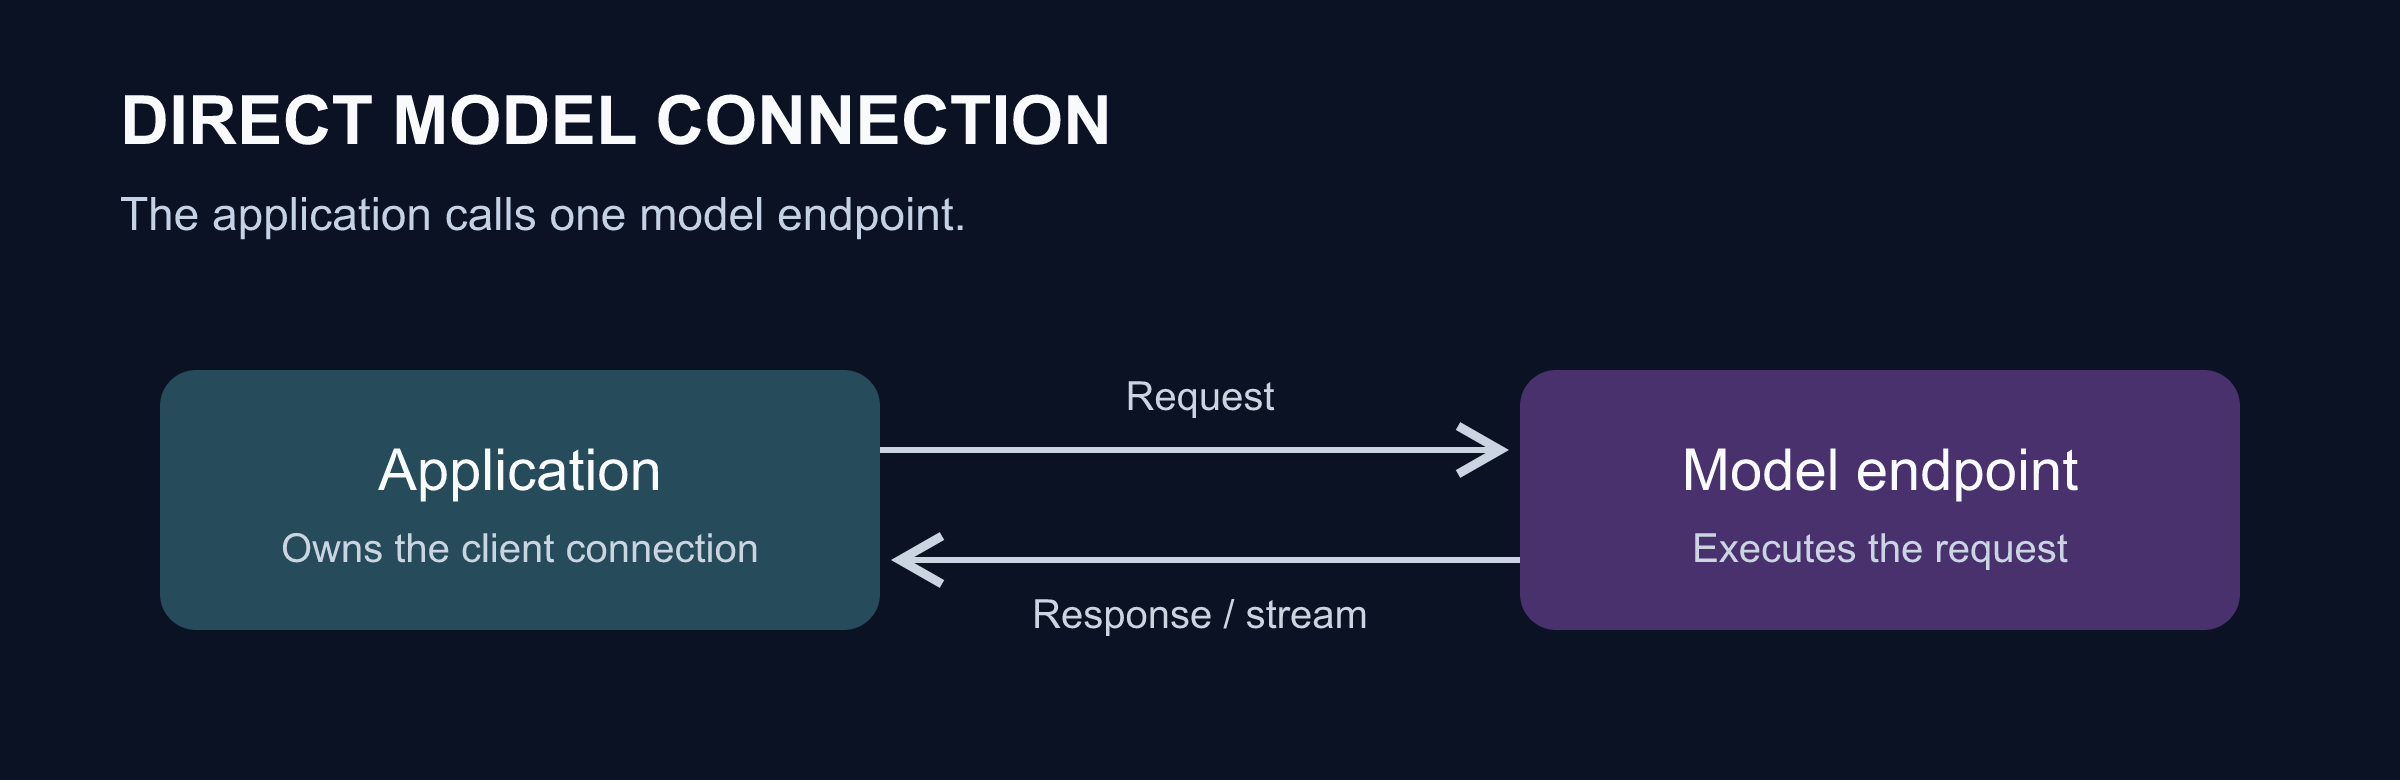 DIRECT MODEL CONNECTION
The application calls one model endpoint.
Request
Application
Owns the client connection
Model endpoint
Executes the request
Response / stream